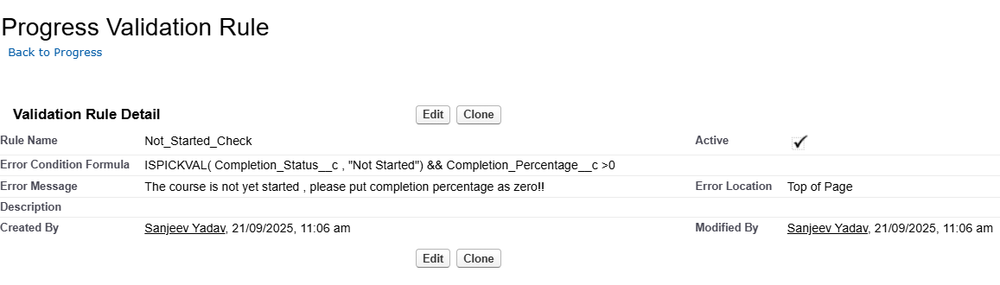 Progress Validation Rule
Back to Progress
Validation Rule Detail Edit Clone
Rule Name Not_Started_Check Active
Error Condition Formula ISPICKVAL( Completion_Status__c , "Not Started") && Completion_Percentage__c >0
Error Message The course is not yet started , please put completion percentage as zero!! Error Location Top of Page
Description
Created By Sanjeev Yadav, 21/09/2025, 11:06 am Modified By Sanjeev Yadav, 21/09/2025, 11:06 am
Edit Clone